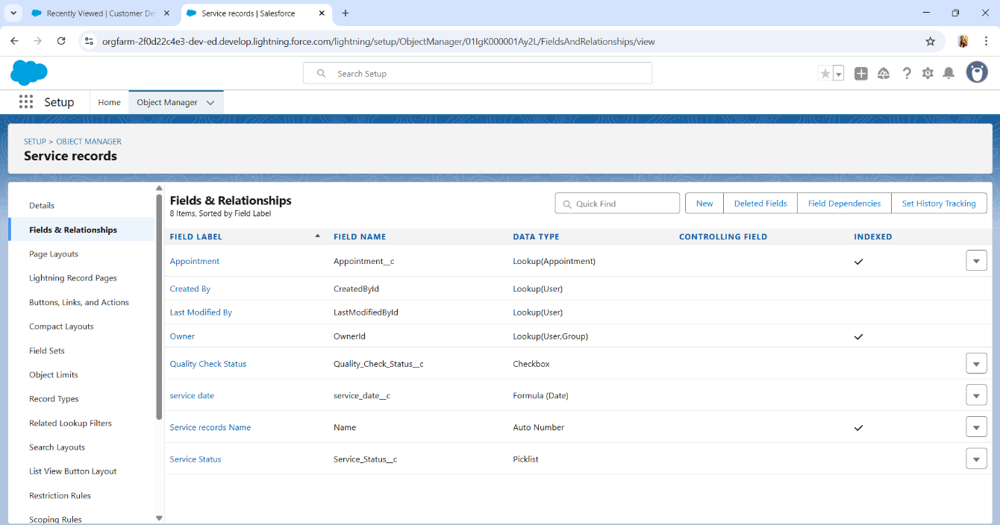 Recently Viewed | Customer De
Service records | Salesforce
orgfarm-2f0d22c4e3-dev-ed.develop.lightning.force.com/lightning/setup/ObjectManager/01IgK000001Ay2L/FieldsAndRelationships/view
Search Setup
Setup
Home
Object Manager
SETUP > OBJECT MANAGER
Service records
Details
Fields & Relationships
Page Layouts
Lightning Record Pages
Buttons, Links, and Actions
Compact Layouts
Field Sets
Object Limits
Record Types
Related Lookup Filters
Search Layouts
List View Button Layout
Restriction Rules
Scoping Rules
Fields & Relationships
8 Items, Sorted by Field Label
Quick Find
New
Deleted Fields
Field Dependencies
Set History Tracking
FIELD LABEL FIELD NAME DATA TYPE CONTROLLING FIELD INDEXED
Appointment Appointment__c Lookup(Appointment)
Created By CreatedById Lookup(User)
Last Modified By LastModifiedById Lookup(User)
Owner OwnerId Lookup(User,Group)
Quality Check Status Quality_Check_Status__c Checkbox
service date service_date__c Formula (Date)
Service records Name Name Auto Number
Service Status Service_Status__c Picklist